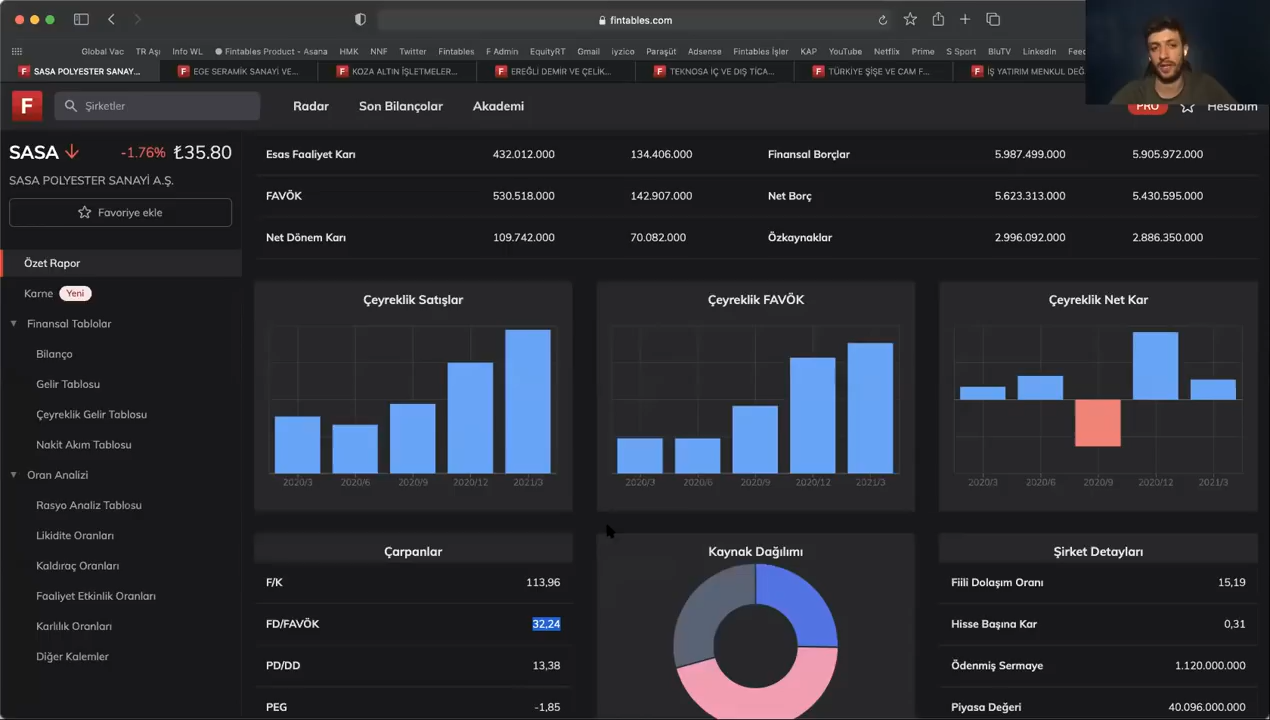 fintables.com
Global Vac TR Aşı Info WL Fintables Product - Asana HMK NNF Twitter Fintables F Admin EquityRT Gmail iyzico Paraşüt Adsense Fintables İşler KAP YouTube Netflix Prime S Sport BluTV LinkedIn Feec
SASA POLYESTER SANAY... EGE SERAMİK SANAYİ VE... KOZA ALTIN İŞLETMELER... EREĞLİ DEMİR VE ÇELİK... TEKNOSA İÇ VE DIŞ TİCA... TÜRKİYE ŞİŞE VE CAM F... İŞ YATIRIM MENKUL DEĞ
F Şirketler Radar Son Bilançolar Akademi PRO Hesabım
SASA -1.76% ₺35.80
SASA POLYESTER SANAYİ A.Ş.
Favoriye ekle
Özet Rapor
Karne Yeni
Finansal Tablolar
Bilanço
Gelir Tablosu
Çeyreklik Gelir Tablosu
Nakit Akım Tablosu
Oran Analizi
Rasyo Analiz Tablosu
Likidite Oranları
Kaldıraç Oranları
Faaliyet Etkinlik Oranları
Karlılık Oranları
Diğer Kalemler
Esas Faaliyet Karı 432.012.000 134.406.000 Finansal Borçlar 5.987.499.000 5.905.972.000
FAVÖK 530.518.000 142.907.000 Net Borç 5.623.313.000 5.430.595.000
Net Dönem Karı 109.742.000 70.082.000 Özkaynaklar 2.996.092.000 2.886.350.000
Çeyreklik Satışlar
2020/3 2020/6 2020/9 2020/12 2021/3
Çeyreklik FAVÖK
2020/3 2020/6 2020/9 2020/12 2021/3
Çeyreklik Net Kar
2020/3 2020/6 2020/9 2020/12 2021/3
Çarpanlar
F/K 113,96
FD/FAVÖK 32,24
PD/DD 13,38
PEG -1,85
Kaynak Dağılımı
Şirket Detayları
Fiili Dolaşım Oranı 15,19
Hisse Başına Kar 0,31
Ödenmiş Sermaye 1.120.000.000
Piyasa Değeri 40.096.000.000